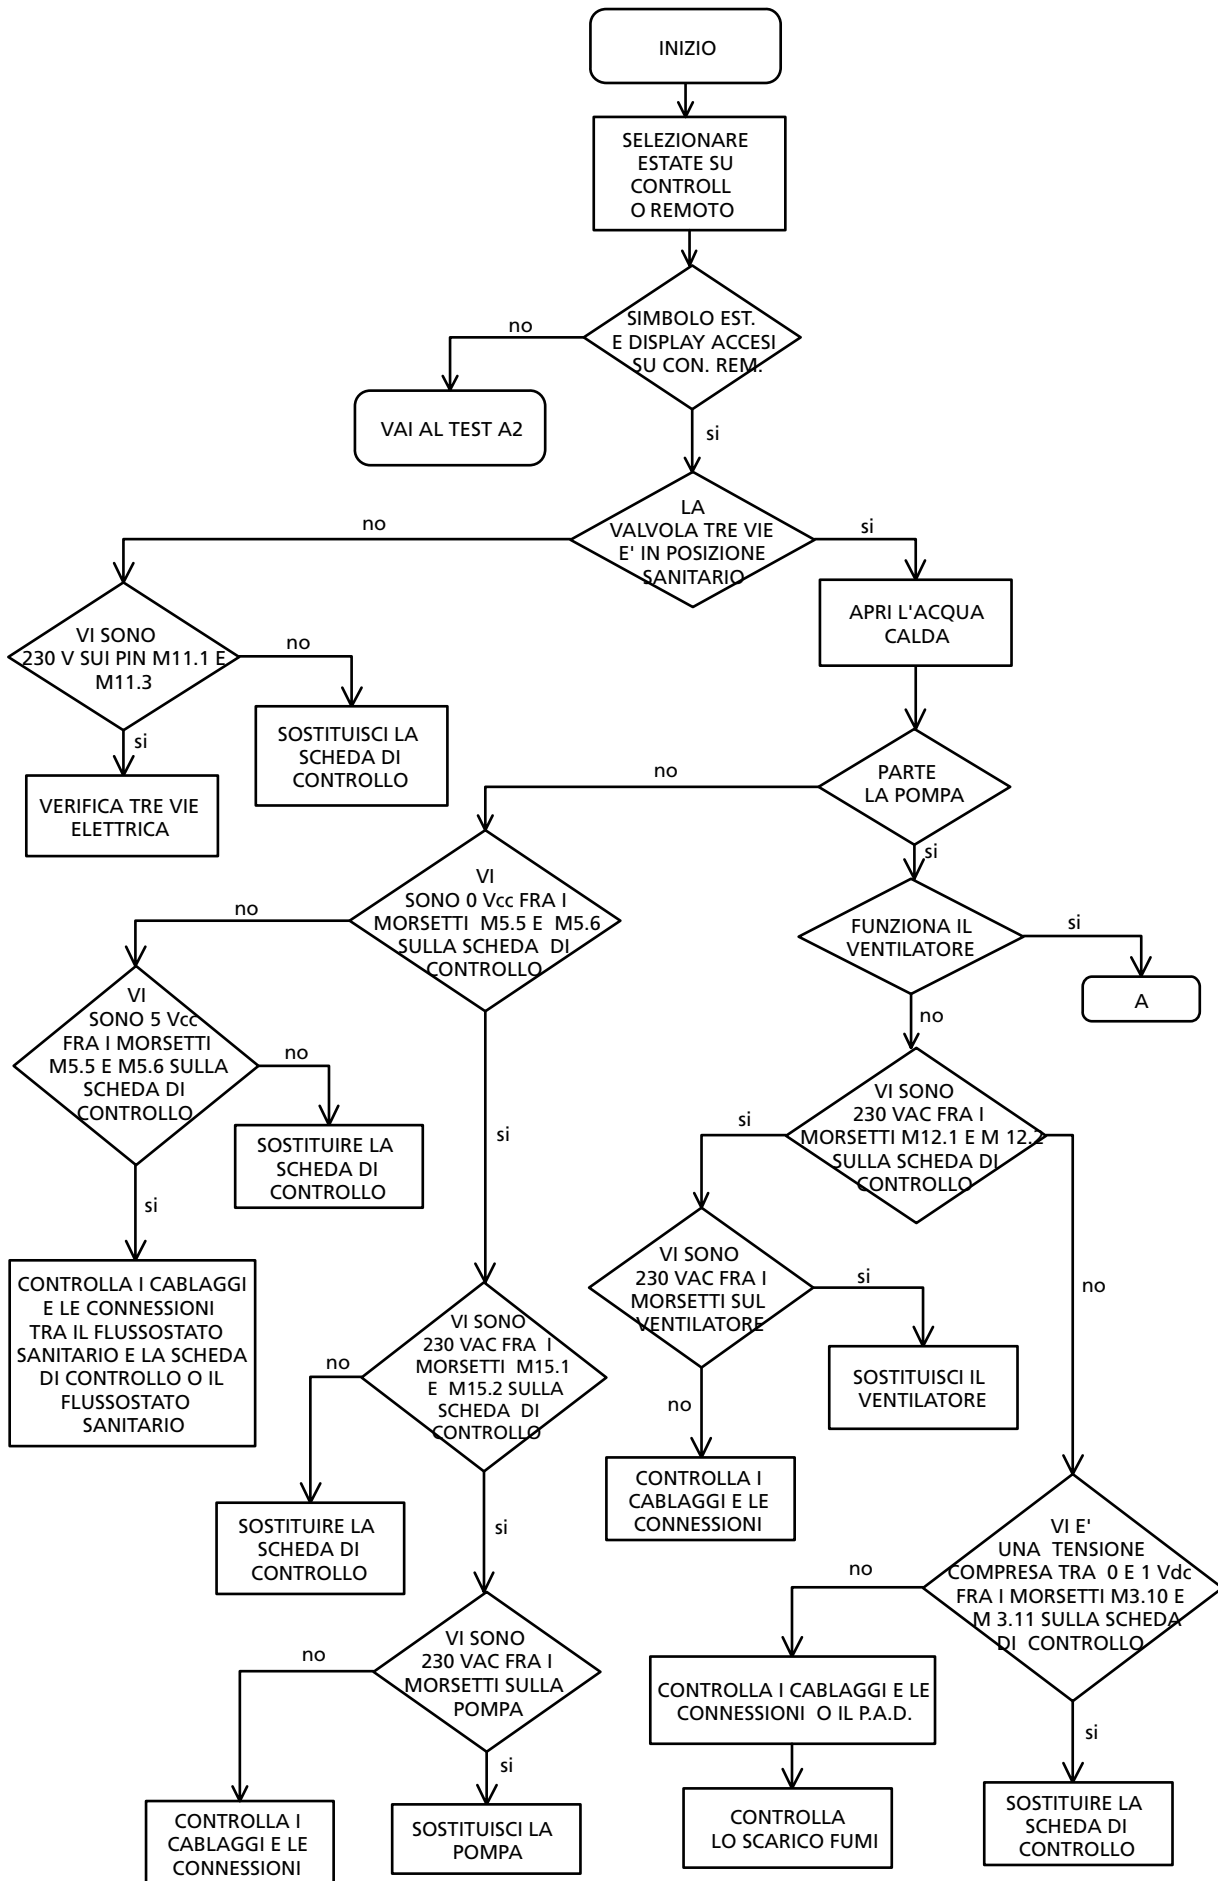 INIZIO
SELEZIONARE
ESTATE SU
CONTROLL
O REMOTO
SIMBOLO EST.
E DISPLAY ACCESI
SU CON. REM.
no
VAI AL TEST A2
si
LA
VALVOLA TRE VIE
E' IN POSIZIONE
SANITARIO
no
si
VI SONO
230 V SUI PIN M11.1 E
M11.3
no
si
SOSTITUISCI LA
SCHEDA DI
CONTROLLO
VERIFICA TRE VIE
ELETTRICA
APRI L'ACQUA
CALDA
PARTE
LA POMPA
no
si
VI
SONO 0 Vcc FRA I
MORSETTI M5.5 E M5.6
SULLA SCHEDA DI
CONTROLLO
no
si
FUNZIONA IL
VENTILATORE
si
A
no
VI
SONO 5 Vcc
FRA I MORSETTI
M5.5 E M5.6 SULLA
SCHEDA DI
CONTROLLO
no
SOSTITUIRE LA
SCHEDA DI
CONTROLLO
si
CONTROLLA I CABLAGGI
E LE CONNESSIONI
TRA IL FLUSSOSTATO
SANITARIO E LA SCHEDA
DI CONTROLLO O IL
FLUSSOSTATO
SANITARIO
VI SONO
230 VAC FRA I
MORSETTI M12.1 E M 12.2
SULLA SCHEDA DI
CONTROLLO
si
no
VI SONO
230 VAC FRA I
MORSETTI SUL
VENTILATORE
si
SOSTITUISCI IL
VENTILATORE
no
CONTROLLA I
CABLAGGI E LE
CONNESSIONI
VI SONO
230 VAC FRA I
MORSETTI M15.1
E M15.2 SULLA
SCHEDA DI
CONTROLLO
no
SOSTITUIRE LA
SCHEDA DI
CONTROLLO
si
VI SONO
230 VAC FRA I
MORSETTI SULLA
POMPA
no
CONTROLLA I
CABLAGGI E LE
CONNESSIONI
si
SOSTITUISCI LA
POMPA
VI E'
UNA TENSIONE
COMPRESA TRA 0 E 1 Vdc
FRA I MORSETTI M3.10 E
M 3.11 SULLA SCHEDA
DI CONTROLLO
no
CONTROLLA I CABLAGGI E LE
CONNESSIONI O IL P.A.D.
CONTROLLA
LO SCARICO FUMI
si
SOSTITUIRE LA
SCHEDA DI
CONTROLLO